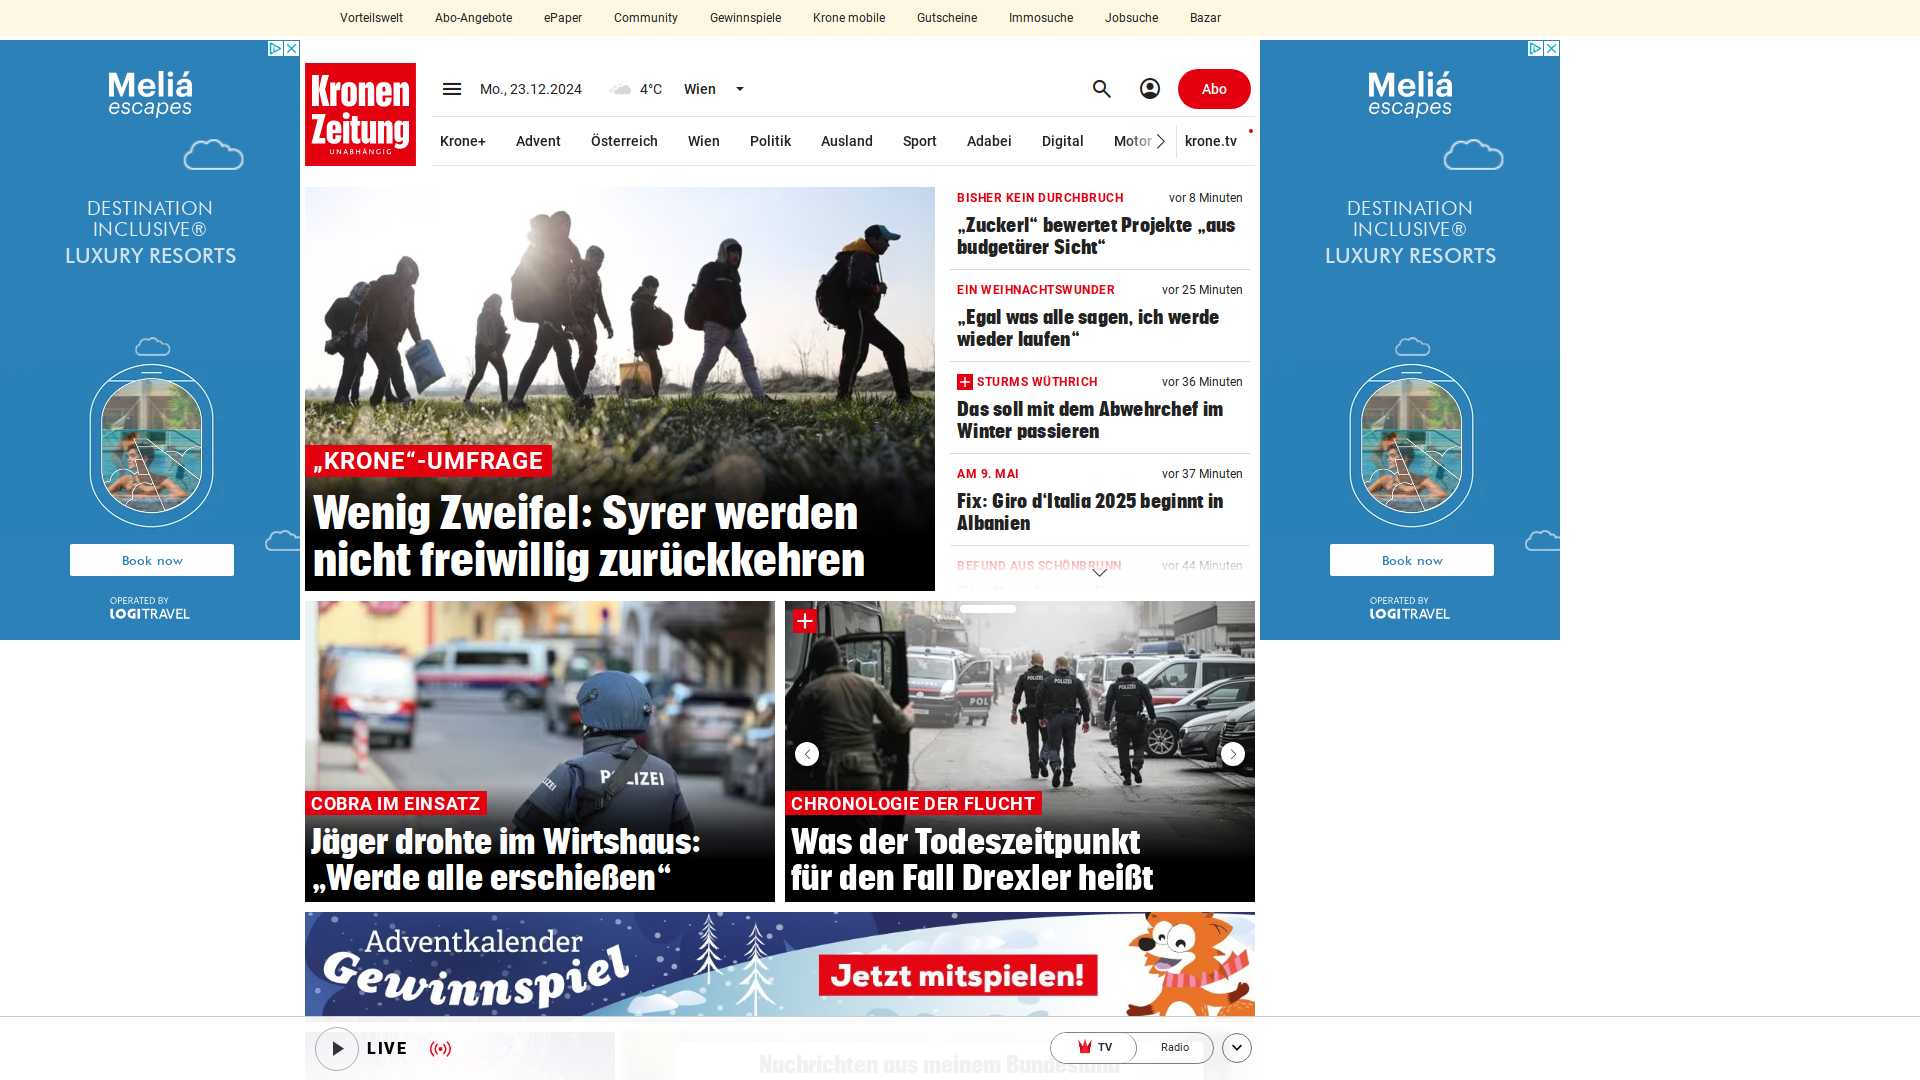 Vorteilswelt
Abo-Angebote
ePaper
Community
Gewinnspiele
Krone mobile
Gutscheine
Immosuche
Jobsuche
Bazar
Meliá
escapes
DESTINATION
INCLUSIVE®
LUXURY RESORTS
Book now
OPERATED BY
LOGITRAVEL
Kronen
Zeitung
UNABHÄNGIG
Mo., 23.12.2024
4°C
Wien
Abo
Krone+
Advent
Österreich
Wien
Politik
Ausland
Sport
Adabei
Digital
Motor
krone.tv
„KRONE“-UMFRAGE
Wenig Zweifel: Syrer werden
nicht freiwillig zurückkehren
BISHER KEIN DURCHBRUCH
vor 8 Minuten
„Zuckerl“ bewertet Projekte „aus
budgetärer Sicht“
EIN WEIHNACHTSWUNDER
vor 25 Minuten
„Egal was alle sagen, ich werde
wieder laufen“
STURMS WÜTHRICH
vor 36 Minuten
Das soll mit dem Abwehrchef im
Winter passieren
AM 9. MAI
vor 37 Minuten
Fix: Giro d‘Italia 2025 beginnt in
Albanien
BEFUND AUS SCHÖNBRUNN
vor 44 Minuten
POLIZEI
COBRA IM EINSATZ
Jäger drohte im Wirtshaus:
„Werde alle erschießen“
POL
POLIZEI
POLIZEI
POLIZEI
CHRONOLOGIE DER FLUCHT
Was der Todeszeitpunkt
für den Fall Drexler heißt
Adventkalender
Gewinnspiel
Jetzt mitspielen!
LIVE
Nachrichten aus meinem Bundesland
TV
Radio
Meliá
escapes
DESTINATION
INCLUSIVE®
LUXURY RESORTS
Book now
OPERATED BY
LOGITRAVEL